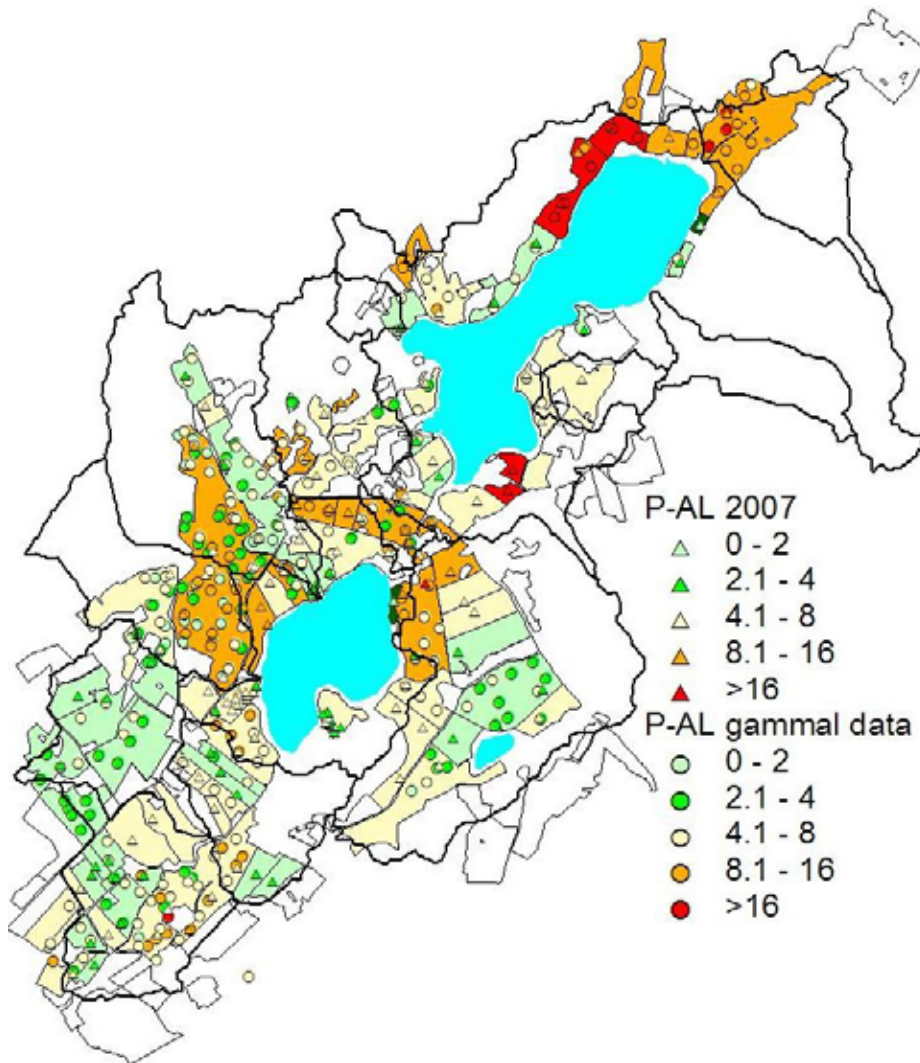 P-AL 2007
0 - 2
2.1 - 4
4.1 - 8
8.1 - 16
>16
P-AL gammal data
0 - 2
2.1 - 4
4.1 - 8
8.1 - 16
>16